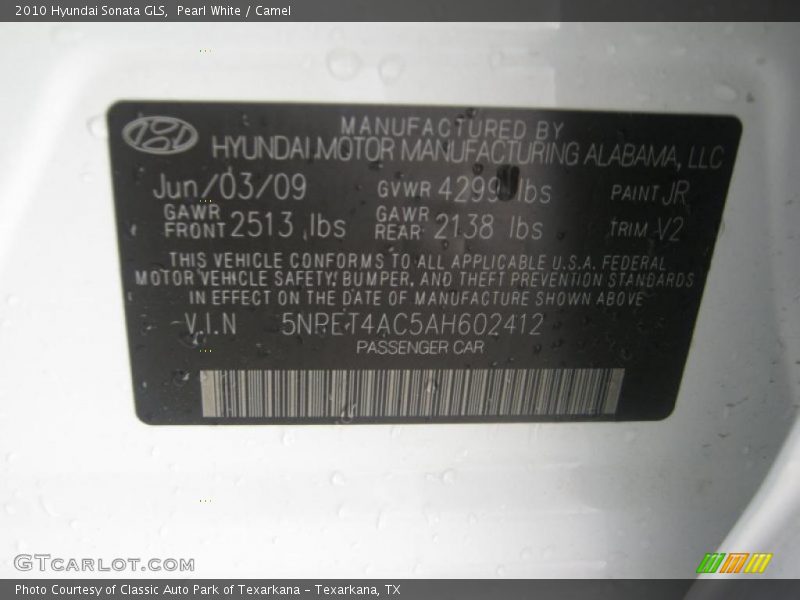 2010 Hyundai Sonata GLS, Pearl White / Camel
MANUFACTURED BY
HYUNDAI MOTOR MANUFACTURING ALABAMA, LLC
Jun/03/09 GVWR 4299 lbs PAINT JR
GAWR FRONT 2513 lbs GAWR REAR 2138 lbs TRIM V2
THIS VEHICLE CONFORMS TO ALL APPLICABLE U.S.A. FEDERAL
MOTOR VEHICLE SAFETY, BUMPER, AND THEFT PREVENTION STANDARDS
IN EFFECT ON THE DATE OF MANUFACTURE SHOWN ABOVE
V.I.N 5NPET4AC5AH602412
PASSENGER CAR
GTCARLOT.COM
Photo Courtesy of Classic Auto Park of Texarkana - Texarkana, TX